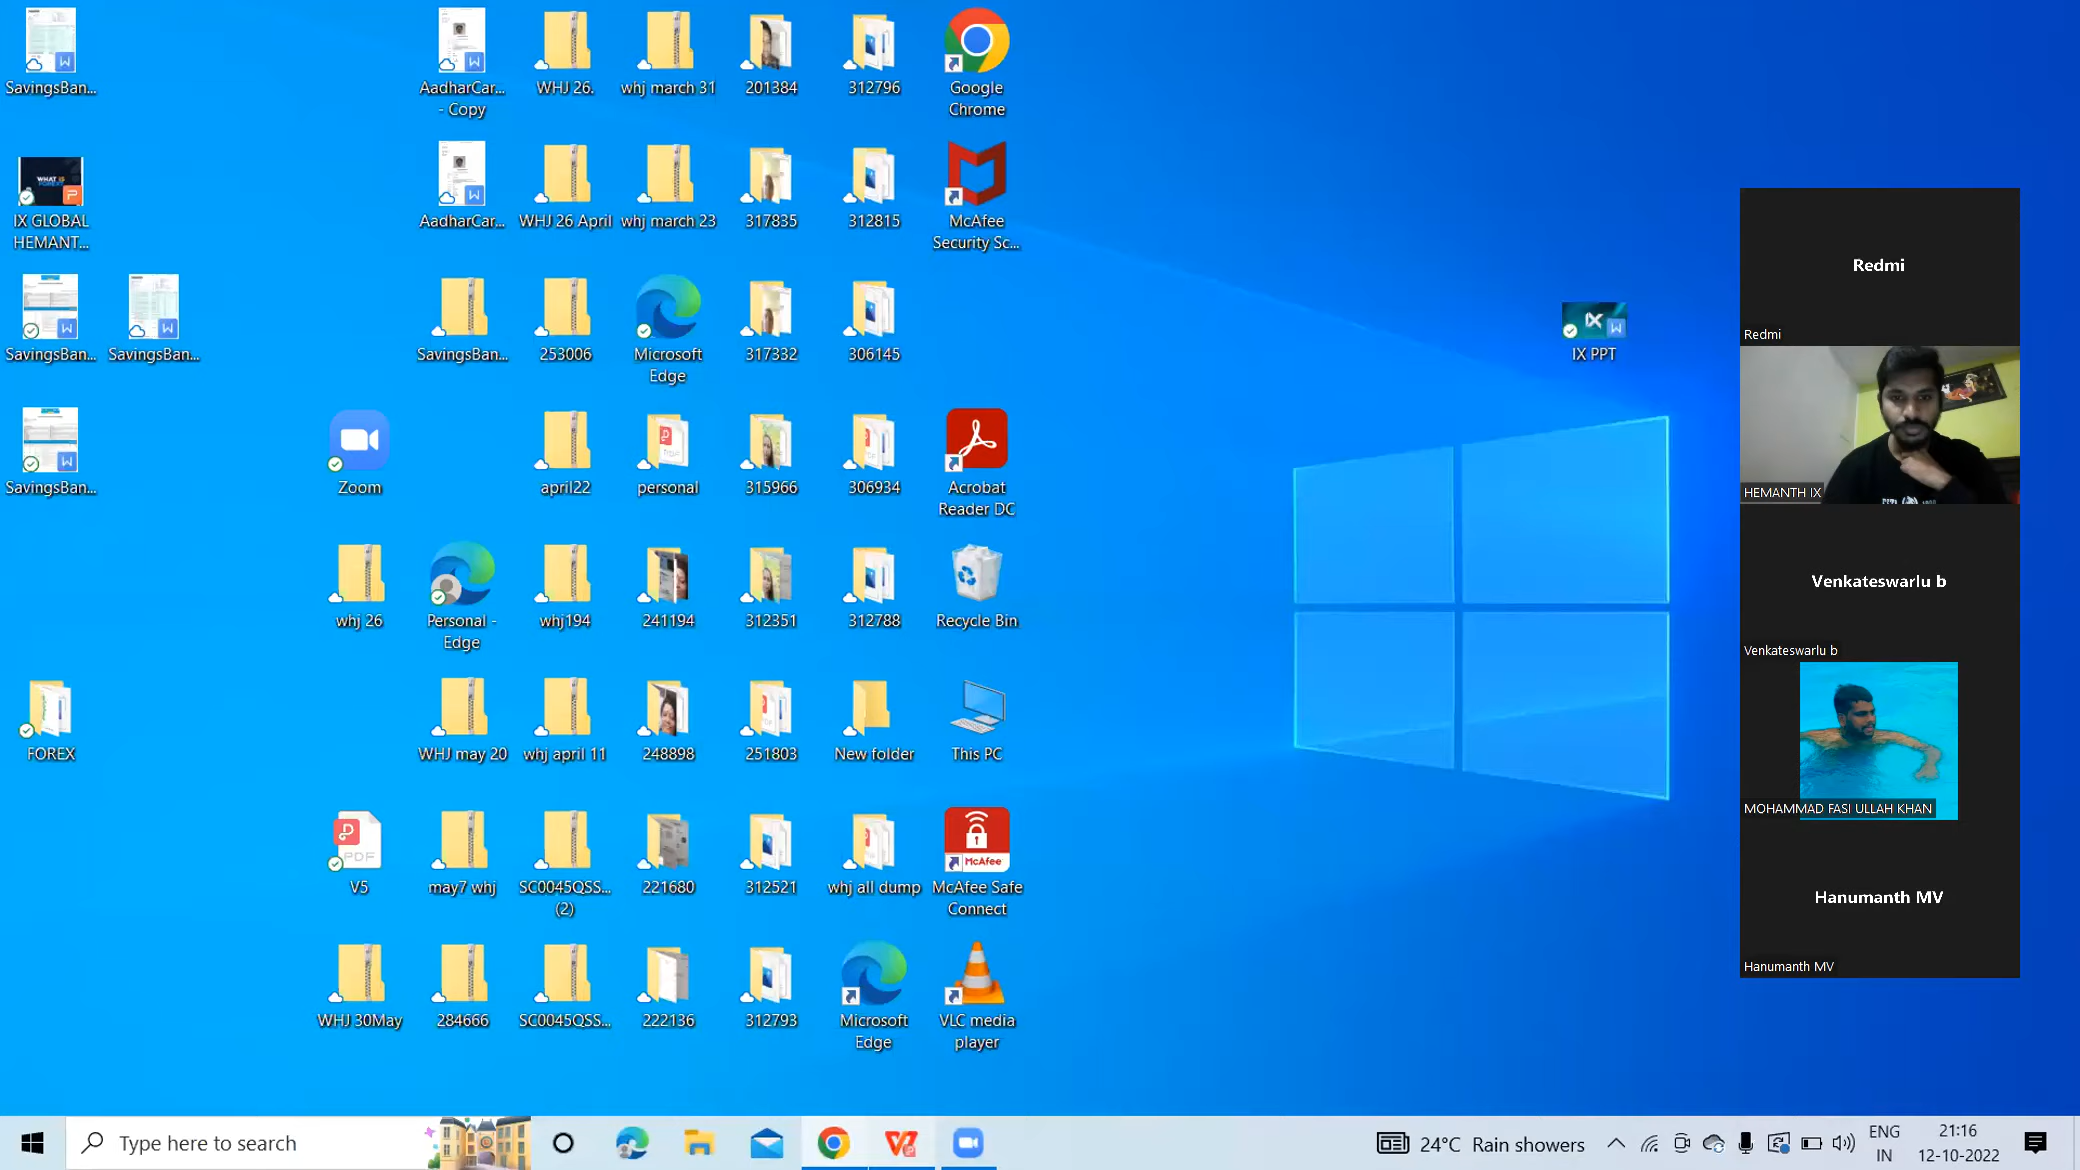 SavingsBan...
AadharCar...
- Copy
WHJ 26.
whj march 31
201384
312796
Google
Chrome
WHAT IS
FOREX?
IX GLOBAL
HEMANT...
AadharCar...
WHJ 26 April
whj march 23
317835
312815
McAfee
Security Sc...
SavingsBan...
SavingsBan...
SavingsBan...
253006
Microsoft
Edge
317332
306145
IX PPT
SavingsBan...
Zoom
april22
personal
315966
306934
Acrobat
Reader DC
whj 26
Personal -
Edge
whj194
241194
312351
312788
Recycle Bin
FOREX
WHJ may 20
whj april 11
248898
251803
New folder
This PC
PDF
V5
may7 whj
SC0045QSS...
(2)
221680
312521
whj all dump
McAfee
McAfee Safe
Connect
WHJ 30May
284666
SC0045QSS...
222136
312793
Microsoft
Edge
VLC media
player
Redmi
Redmi
HEMANTH IX
Venkateswarlu b
Venkateswarlu b
MOHAMMAD FASI ULLAH KHAN
Hanumanth MV
Hanumanth MV
Type here to search
24°C Rain showers
ENG
IN
21:16
12-10-2022